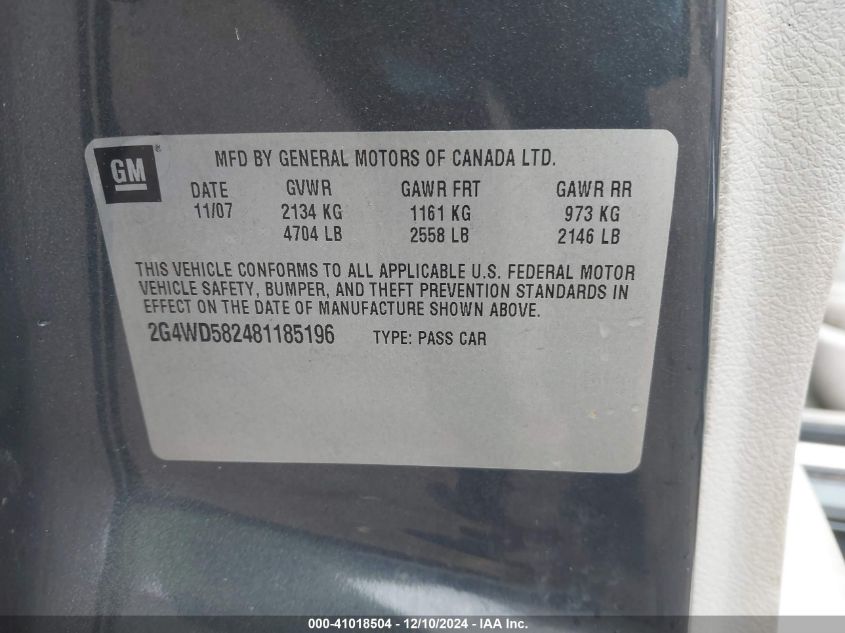 GM ®
MFD BY GENERAL MOTORS OF CANADA LTD.
DATE GVWR GAWR FRT GAWR RR
11/07 2134 KG 1161 KG 973 KG
4704 LB 2558 LB 2146 LB
THIS VEHICLE CONFORMS TO ALL APPLICABLE U.S. FEDERAL MOTOR
VEHICLE SAFETY, BUMPER, AND THEFT PREVENTION STANDARDS IN
EFFECT ON THE DATE OF MANUFACTURE SHOWN ABOVE.
2G4WD582481185196 TYPE: PASS CAR
000-41018504 - 12/10/2024 - IAA Inc.